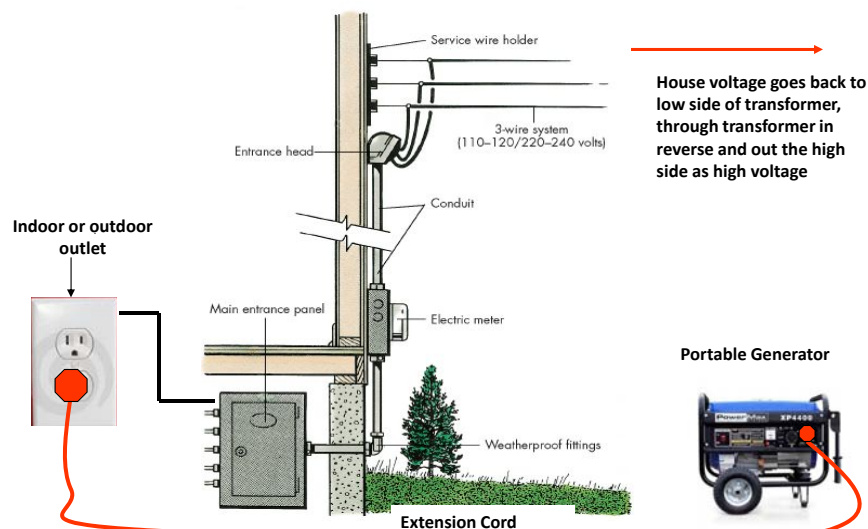 Service wire holder
House voltage goes back to
low side of transformer,
through transformer in
reverse and out the high
side as high voltage
3-wire system
(110–120/220–240 volts)
Entrance head
Conduit
Indoor or outdoor
outlet
Main entrance panel
Electric meter
Portable Generator
PowerMax
XP4400
Weatherproof fittings
Extension Cord